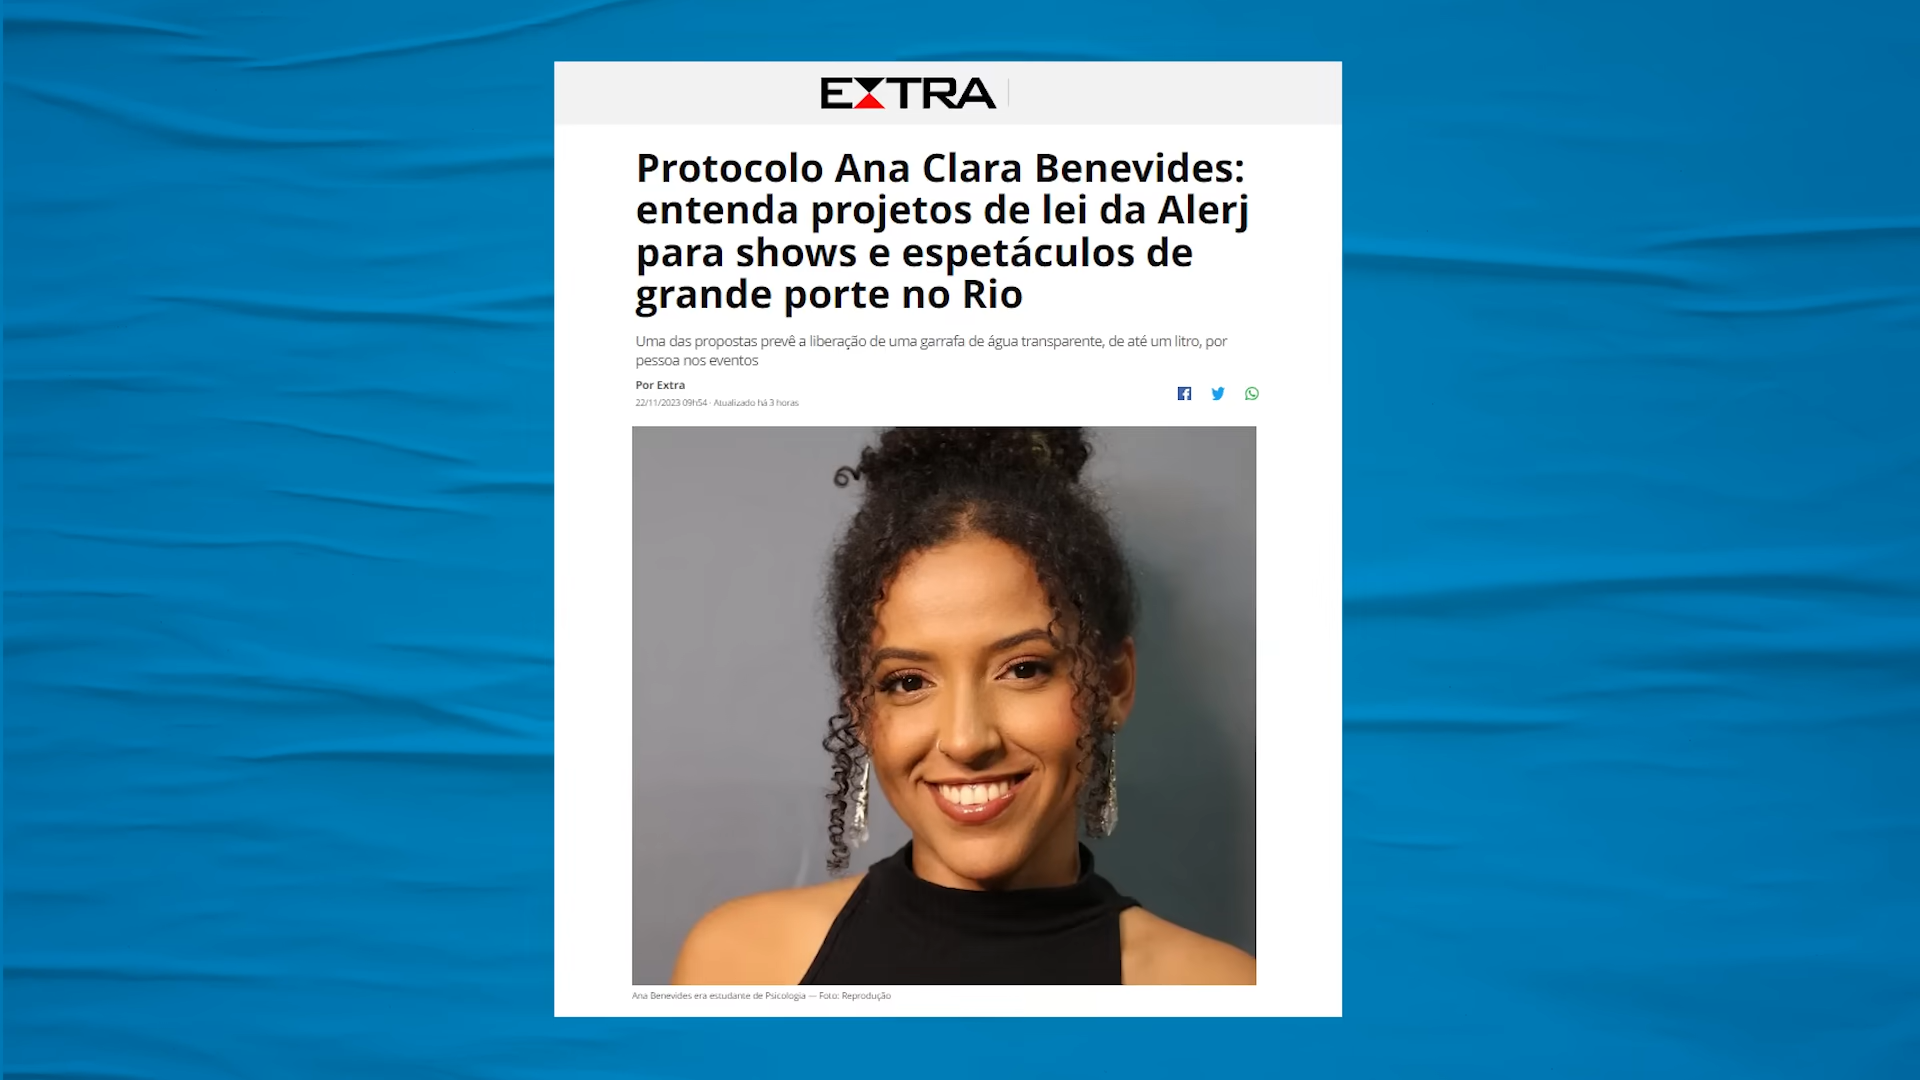 EXTRA
Protocolo Ana Clara Benevides:
entenda projetos de lei da Alerj
para shows e espetáculos de
grande porte no Rio
Uma das propostas prevê a liberação de uma garrafa de água transparente, de até um litro, por
pessoa nos eventos
Por Extra
22/11/2023 09h54 · Atualizado há 3 horas
Ana Benevides era estudante de Psicologia — Foto: Reprodução